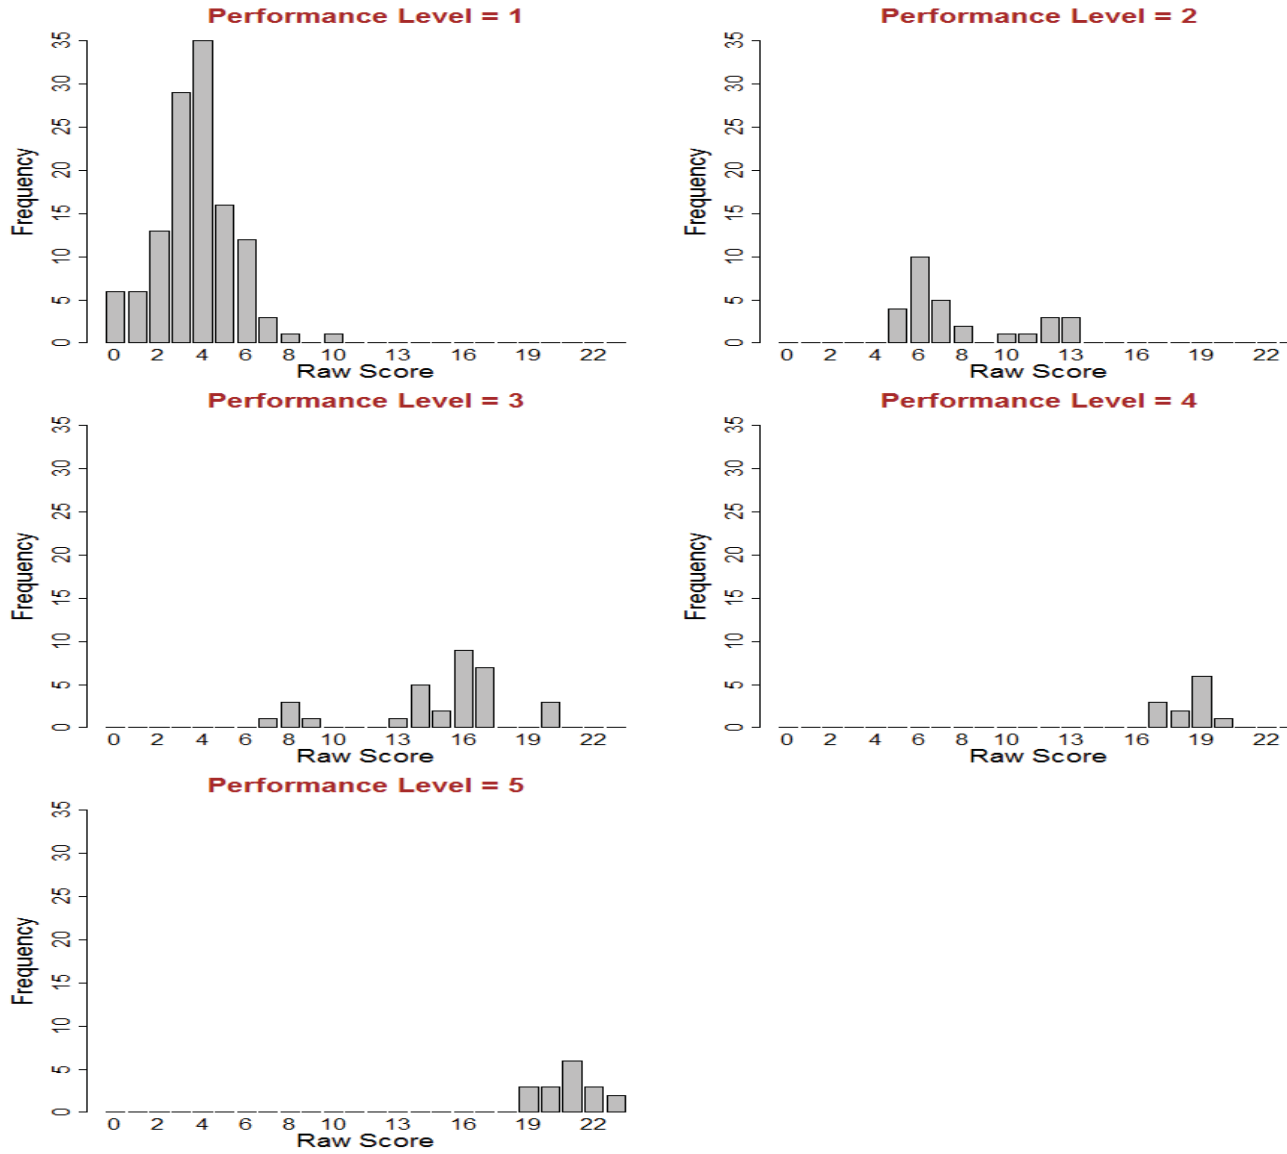 Performance Level = 1
Frequency
0 5 10 15 20 25 30 35
0 2 4 6 8 10 13 16 19 22
Raw Score
Performance Level = 2
Frequency
0 5 10 15 20 25 30 35
0 2 4 6 8 10 13 16 19 22
Raw Score
Performance Level = 3
Frequency
0 5 10 15 20 25 30 35
0 2 4 6 8 10 13 16 19 22
Raw Score
Performance Level = 4
Frequency
0 5 10 15 20 25 30 35
0 2 4 6 8 10 13 16 19 22
Raw Score
Performance Level = 5
Frequency
0 5 10 15 20 25 30 35
0 2 4 6 8 10 13 16 19 22
Raw Score